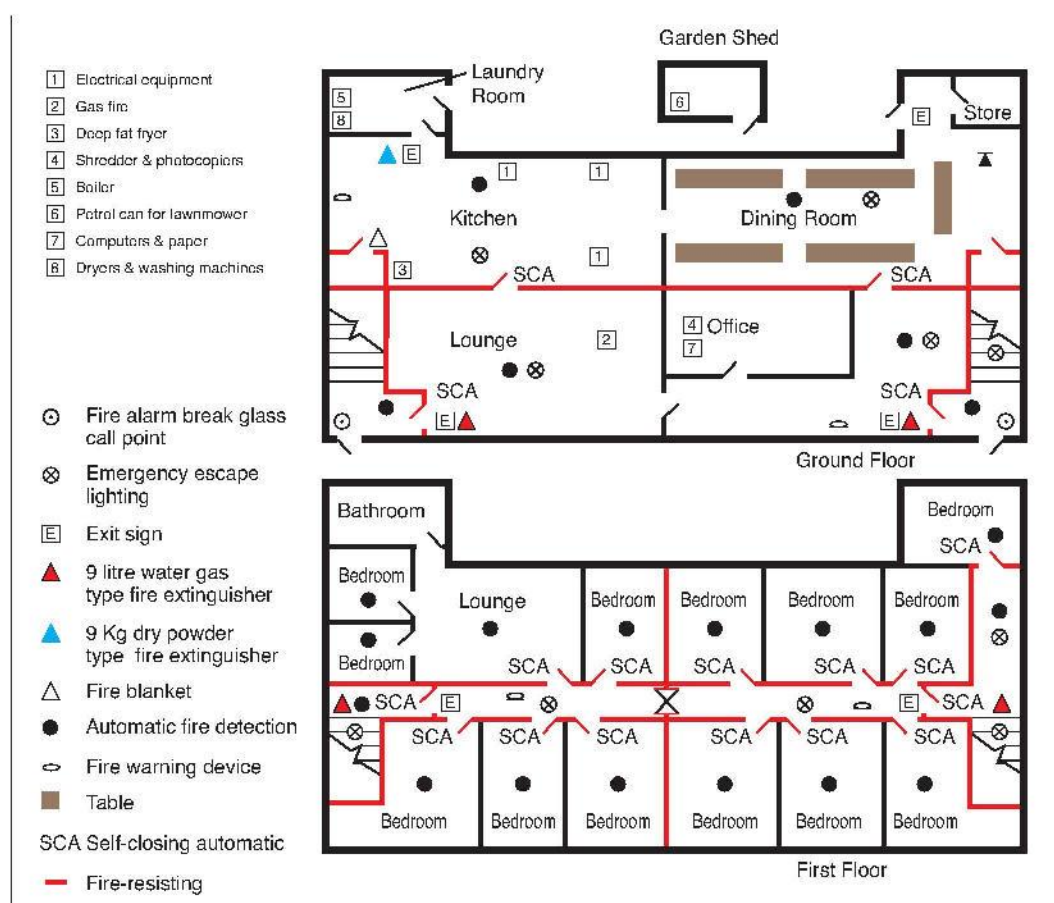 1 Electrical equipment
2 Gas fire
3 Deep fat fryer
4 Shredder & photocopiers
5 Boiler
6 Petrol can for lawnmower
7 Computers & paper
8 Dryers & washing machines
Fire alarm break glass
call point
Emergency escape
lighting
E Exit sign
9 litre water gas
type fire extinguisher
9 Kg dry powder
type fire extinguisher
Fire blanket
Automatic fire detection
Fire warning device
Table
SCA Self-closing automatic
Fire-resisting
Garden Shed
Laundry
Room
5
8
6
E
Store
E
1
1
Kitchen
Dining Room
3
1
SCA
SCA
Lounge
2
4 Office
7
SCA
SCA
E
E
Ground Floor
Bathroom
Bedroom
SCA
Bedroom
Lounge
Bedroom
Bedroom
Bedroom
Bedroom
Bedroom
SCA
SCA
SCA
SCA
SCA
E
E
SCA
SCA
SCA
SCA
SCA
SCA
SCA
Bedroom
Bedroom
Bedroom
Bedroom
Bedroom
Bedroom
First Floor